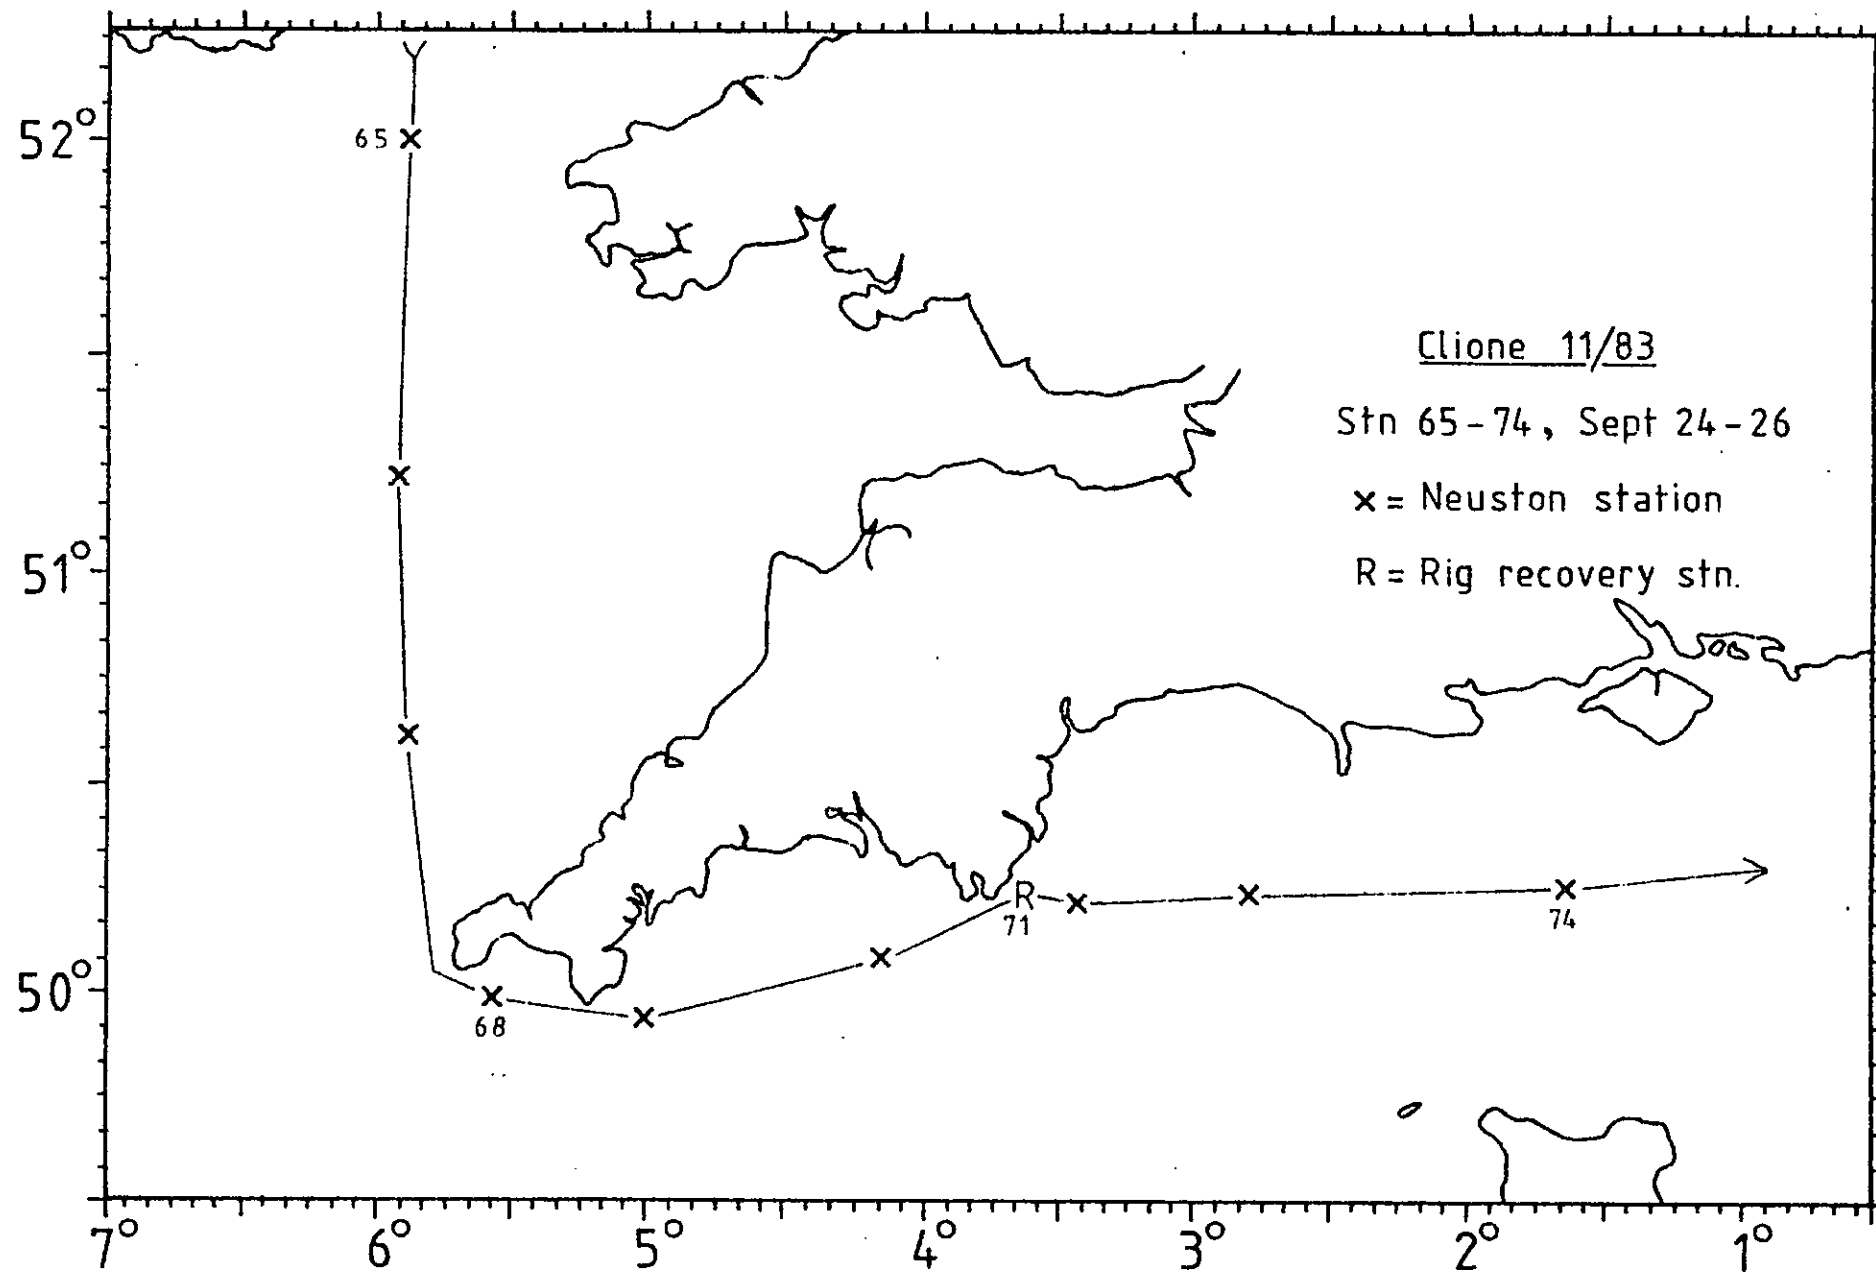 52°
65
Clione 11/83
Stn 65-74, Sept 24-26
× = Neuston station
51°
R = Rig recovery stn.
R
71
74
50°
68
7°
6°
5°
4°
3°
2°
1°